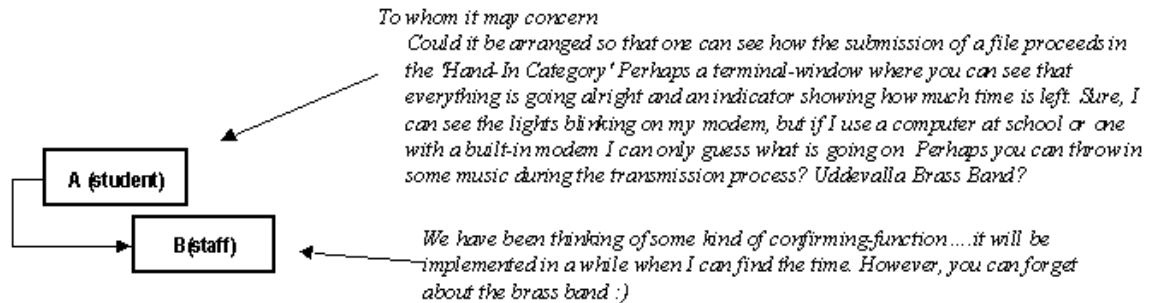 To whom it may concern
Could it be arranged so that one can see how the submission of a file proceeds in
the 'Hand-In Category' Perhaps a terminal-window where you can see that
everything is going alright and an indicator showing how much time is left. Sure, I
can see the lights blinking on my modem, but if I use a computer at school or one
with a built-in modem I can only guess what is going on Perhaps you can throw in
some music during the transmission process? Uddevalla Brass Band?
A (student)
B(staff)
We have been thinking of some kind of confirming-function....it will be
implemented in a while when I can find the time. However, you can forget
about the brass band :)